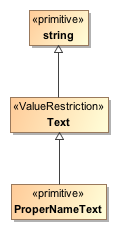 «primitive»
string
«ValueRestriction»
Text
«primitive»
ProperNameText